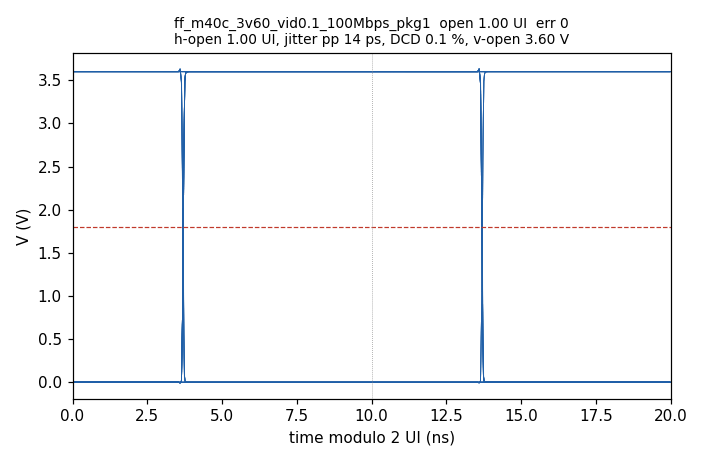 ff_m40c_3v60_vid0.1_100Mbps_pkg1  open 1.00 UI  err 0
h-open 1.00 UI, jitter pp 14 ps, DCD 0.1 %, v-open 3.60 V
3.5
3.0
2.5
2.0
1.5
1.0
0.5
0.0
V (V)
0.0 2.5 5.0 7.5 10.0 12.5 15.0 17.5 20.0
time modulo 2 UI (ns)